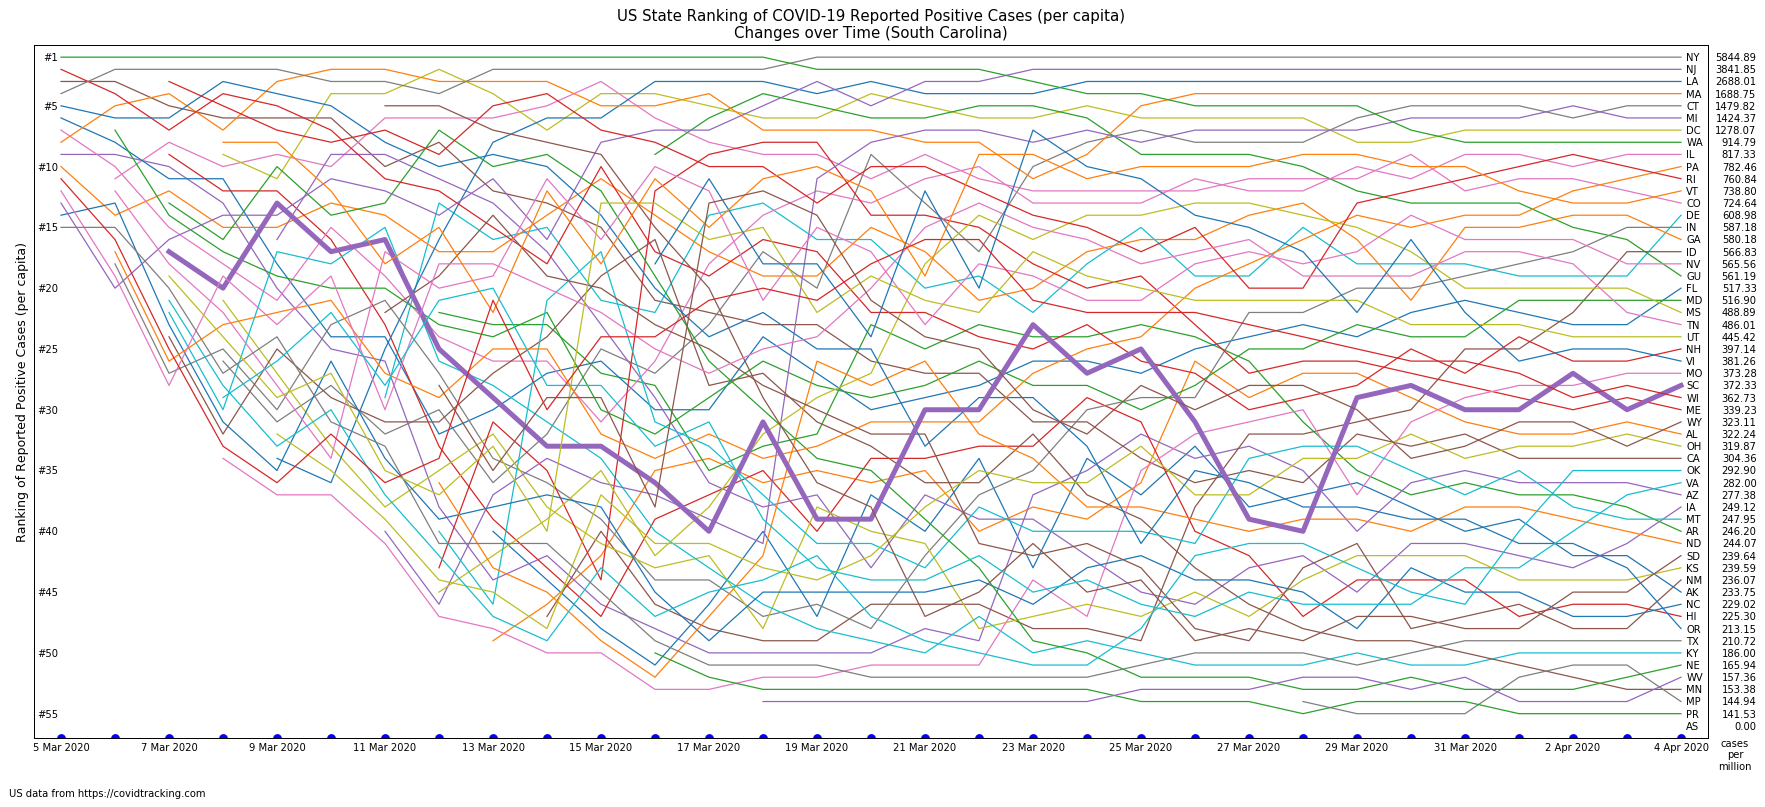 US State Ranking of COVID-19 Reported Positive Cases (per capita)
Changes over Time (South Carolina)
Ranking of Reported Positive Cases (per capita)
#1
#5
#10
#15
#20
#25
#30
#35
#40
#45
#50
#55
NY 5844.89
NJ 3841.85
LA 2688.01
MA 1688.75
CT 1479.82
MI 1424.37
DC 1278.07
WA 914.79
IL 817.33
PA 782.46
RI 760.84
VT 738.80
CO 724.64
DE 608.98
IN 587.18
GA 580.18
ID 566.83
NV 565.56
GU 561.19
FL 517.33
MD 516.90
MS 488.89
TN 486.01
UT 445.42
NH 397.14
VI 381.26
MO 373.28
SC 372.33
WI 362.73
ME 339.23
WY 323.11
AL 322.24
OH 319.87
CA 304.36
OK 292.90
VA 282.00
AZ 277.38
IA 249.12
MT 247.95
AR 246.20
ND 244.07
SD 239.64
KS 239.59
NM 236.07
AK 233.75
NC 229.02
HI 225.30
OR 213.15
TX 210.72
KY 186.00
NE 165.94
WV 157.36
MN 153.38
MP 144.94
PR 141.53
AS 0.00
5 Mar 2020 7 Mar 2020 9 Mar 2020 11 Mar 2020 13 Mar 2020 15 Mar 2020 17 Mar 2020 19 Mar 2020 21 Mar 2020 23 Mar 2020 25 Mar 2020 27 Mar 2020 29 Mar 2020 31 Mar 2020 2 Apr 2020 4 Apr 2020
cases
per
million
US data from https://covidtracking.com